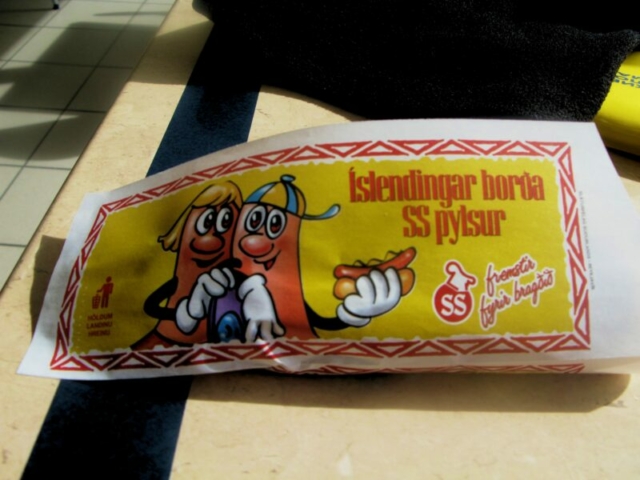 Íslendingar borða
SS pylsur
SS
fremstir
fyrir bragðið
HÖLDUM
LANDINU
HREINU